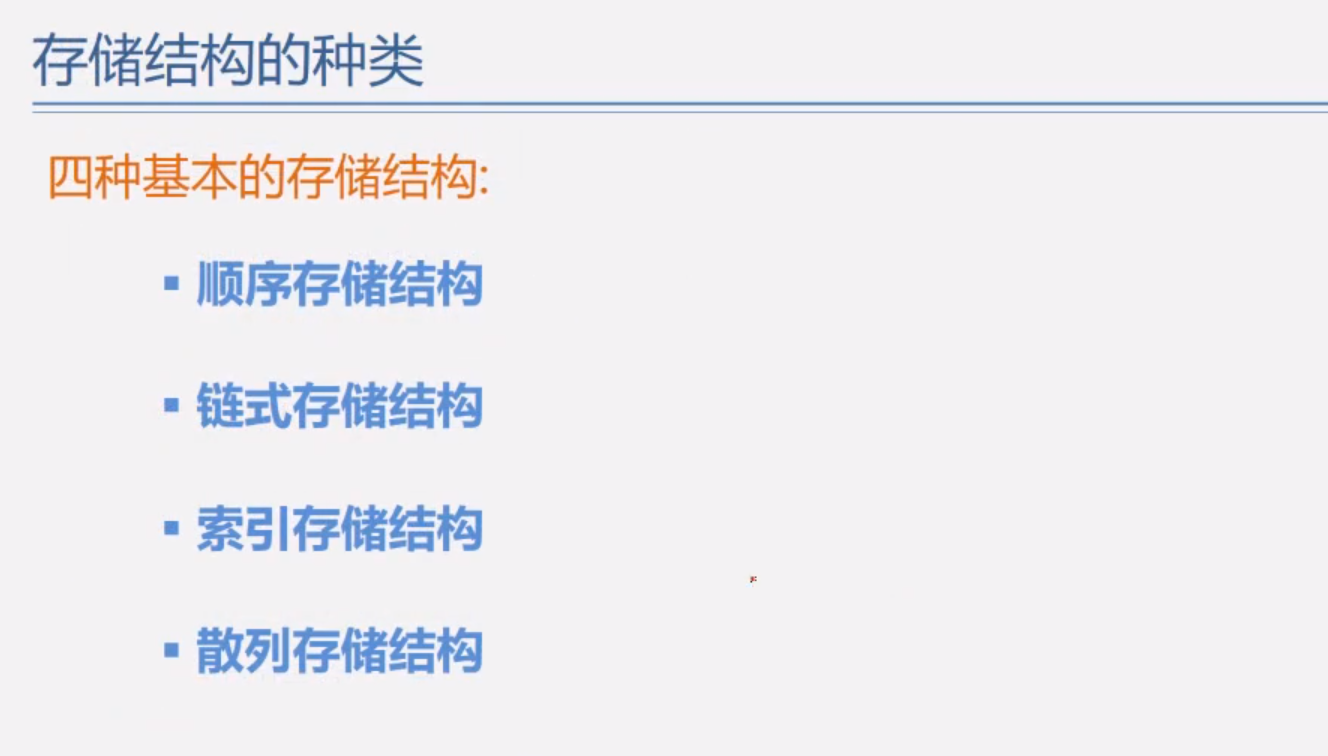 存储结构的种类
四种基本的存储结构:
▪ 顺序存储结构
▪ 链式存储结构
▪ 索引存储结构
▪ 散列存储结构